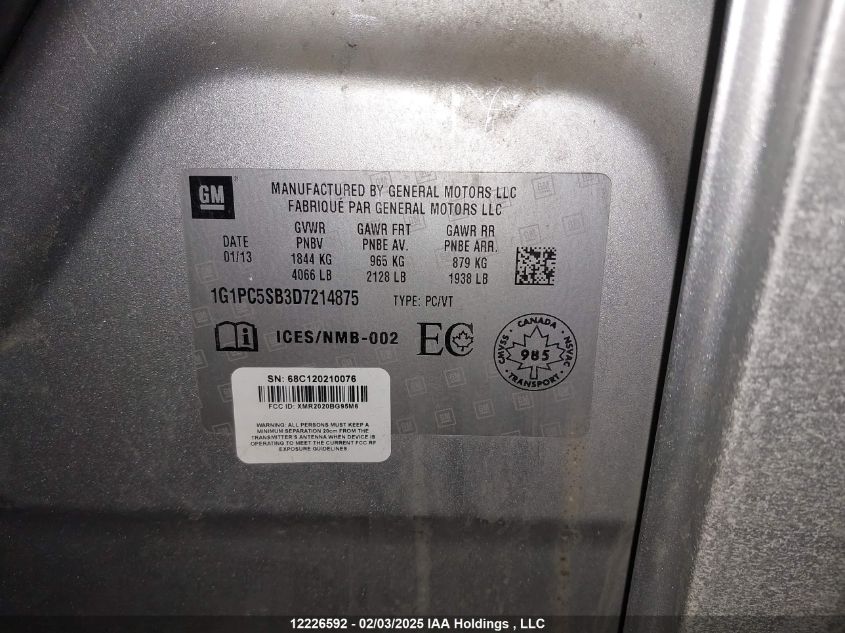 GM
MANUFACTURED BY GENERAL MOTORS LLC
FABRIQUÉ PAR GENERAL MOTORS LLC
GVWR GAWR FRT GAWR RR
DATE PNBV PNBE AV. PNBE ARR.
01/13 1844 KG 965 KG 879 KG
4066 LB 2128 LB 1938 LB
1G1PC5SB3D7214875 TYPE: PC/VT
ICES/NMB-002 EC
CANADA
CMVSS 985 NSVAC
TRANSPORT
SN: 68C120210076
FCC ID: XMR2020BG95M6
WARNING: ALL PERSONS MUST KEEP A
MINIMUM SEPARATION 20cm FROM THE
TRANSMITTER'S ANTENNA WHEN DEVICE IS
OPERATING TO MEET THE CURRENT FCC RF
EXPOSURE GUIDELINES
12226592 - 02/03/2025 IAA Holdings , LLC